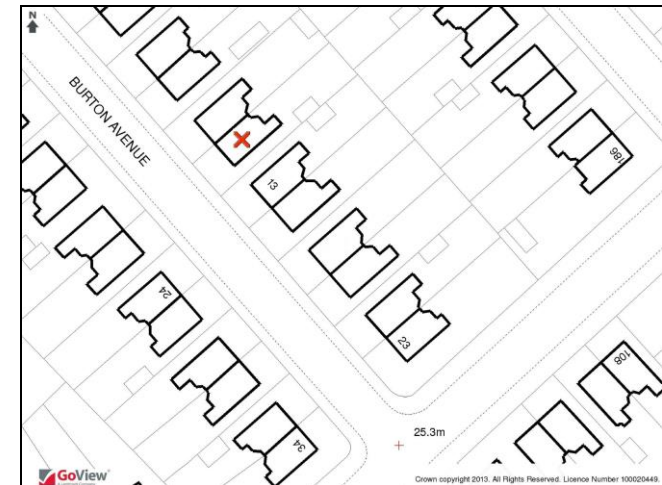 N
BURTON AVENUE
186
13
24
23
108
34
25.3m
GoView
Crown copyright 2013. All Rights Reserved. Licence Number 100020449.